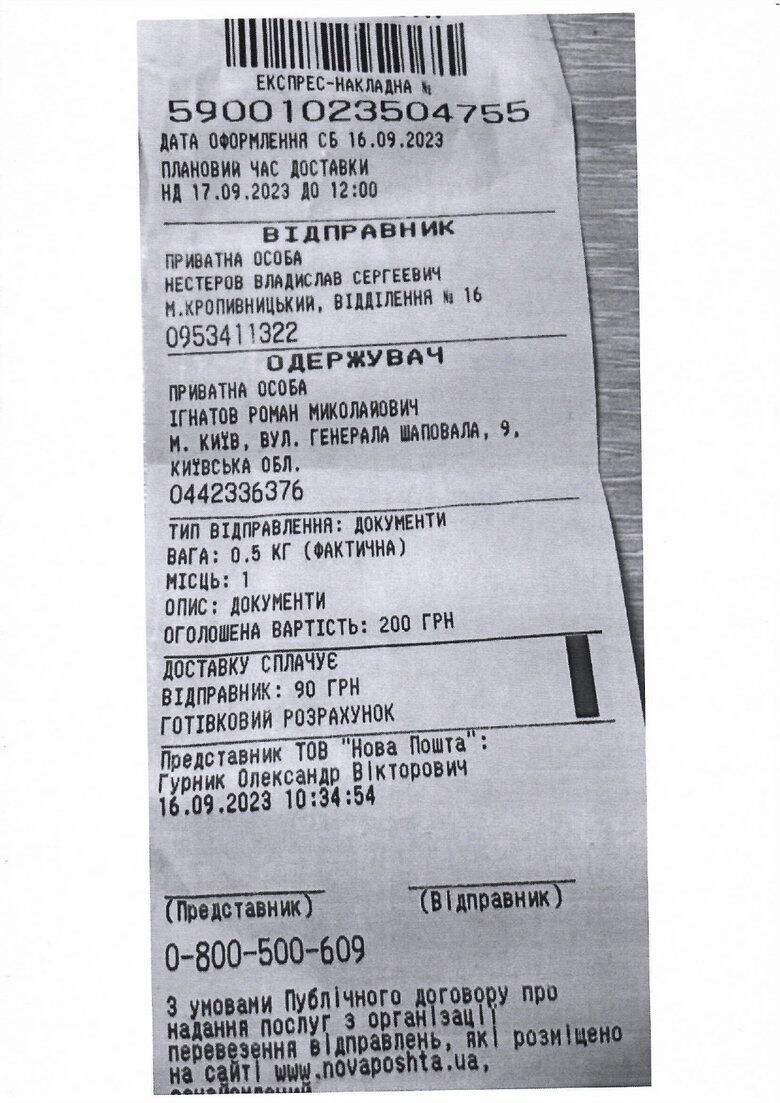 ЕКСПРЕС-НАКЛАДНА №
59001023504755
ДАТА ОФОРМЛЕННЯ СБ 16.09.2023
ПЛАНОВИЙ ЧАС ДОСТАВКИ
НД 17.09.2023 ДО 12:00
ВІДПРАВНИК
ПРИВАТНА ОСОБА
НЕСТЕРОВ ВЛАДИСЛАВ СЕРГЕЕВИЧ
М.КРОПИВНИЦЬКИЙ, ВІДДІЛЕННЯ № 16
0953411322
ОДЕРЖУВАЧ
ПРИВАТНА ОСОБА
ІГНАТОВ РОМАН МИКОЛАЙОВИЧ
М. КИЇВ, ВУЛ. ГЕНЕРАЛА ШАПОВАЛА, 9,
КИЇВСЬКА ОБЛ.
0442336376
ТИП ВІДПРАВЛЕННЯ: ДОКУМЕНТИ
ВАГА: 0.5 КГ (ФАКТИЧНА)
МІСЦЬ: 1
ОПИС: ДОКУМЕНТИ
ОГОЛОШЕНА ВАРТІСТЬ: 200 ГРН
ДОСТАВКУ СПЛАЧУЄ
ВІДПРАВНИК: 90 ГРН
ГОТІВКОВИЙ РОЗРАХУНОК
Представник ТОВ "Нова Пошта":
Гурник Олександр Вікторович
16.09.2023 10:34:54
(Представник) (Відправник)
0-800-500-609
З умовами Публічного договору про
надання послуг з організації
перевезення відправлень, які розміщено
на сайті www.novaposhta.ua,